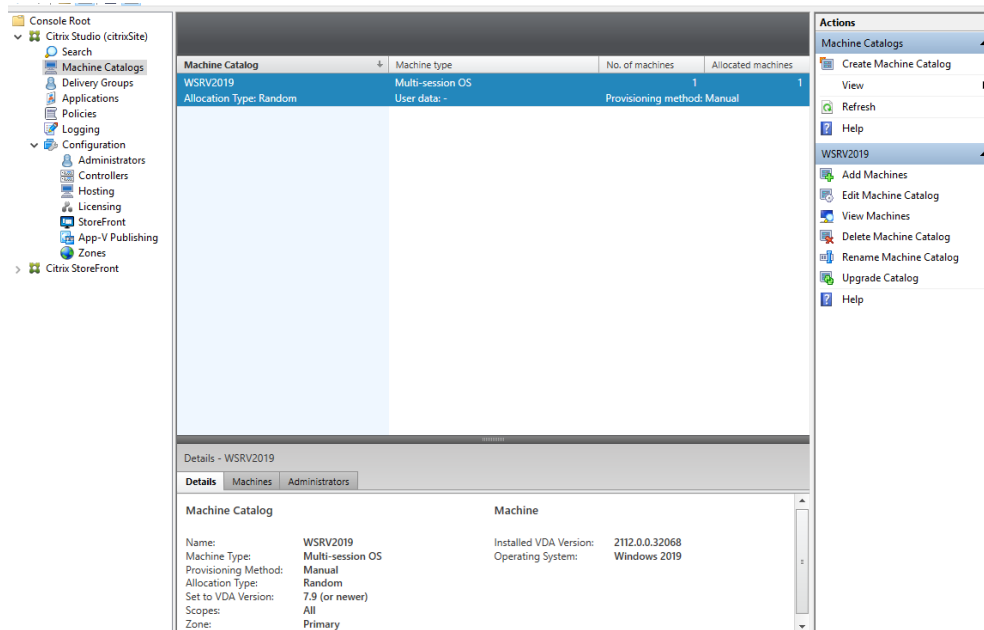 Console Root
Citrix Studio (citrixSite)
Search
Machine Catalogs
Delivery Groups
Applications
Policies
Logging
Configuration
Administrators
Controllers
Hosting
Licensing
StoreFront
App-V Publishing
Zones
Citrix StoreFront
Machine Catalog Machine type No. of machines Allocated machines
WSRV2019 Multi-session OS 1 1
Allocation Type: Random User data: - Provisioning method: Manual
Details - WSRV2019
Details Machines Administrators
Machine Catalog
Name: WSRV2019
Machine Type: Multi-session OS
Provisioning Method: Manual
Allocation Type: Random
Set to VDA Version: 7.9 (or newer)
Scopes: All
Zone: Primary
Machine
Installed VDA Version: 2112.0.0.32068
Operating System: Windows 2019
Actions
Machine Catalogs
Create Machine Catalog
View
Refresh
Help
WSRV2019
Add Machines
Edit Machine Catalog
View Machines
Delete Machine Catalog
Rename Machine Catalog
Upgrade Catalog
Help